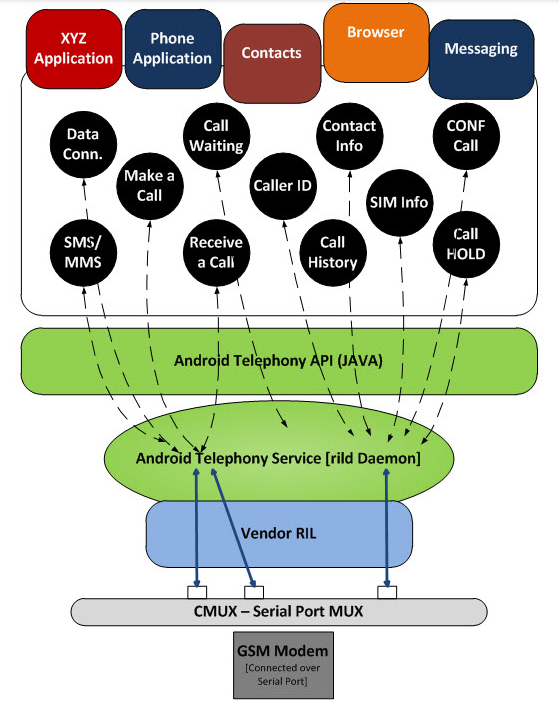 XYZ
Application
Phone
Application
Contacts
Browser
Messaging
Data
Conn.
Make a
Call
Call
Waiting
Caller ID
Contact
Info
SIM Info
CONF
Call
SMS/
MMS
Receive
a Call
Call
History
Call
HOLD
Android Telephony API (JAVA)
Android Telephony Service [rild Daemon]
Vendor RIL
CMUX – Serial Port MUX
GSM Modem
[Connected over
Serial Port]